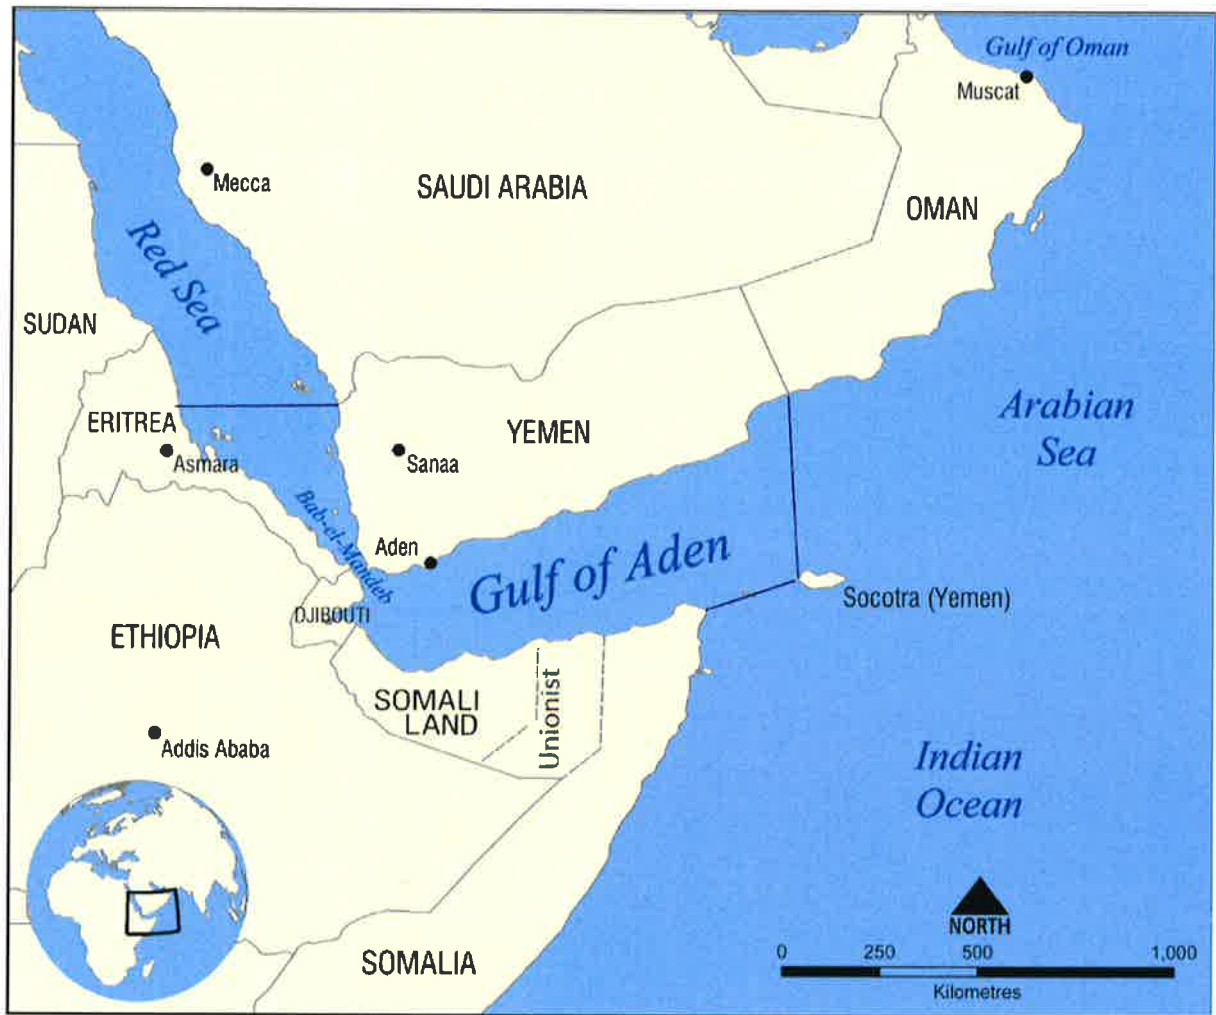 Gulf of Oman
Muscat
Mecca
SAUDI ARABIA
OMAN
Red Sea
SUDAN
Arabian
Sea
ERITREA
YEMEN
Asmara
Sanaa
Bab-el-Mandeb
Aden
Gulf of Aden
Socotra (Yemen)
DJIBOUTI
ETHIOPIA
SOMALI
LAND
Unionist
Addis Ababa
Indian
Ocean
NORTH
0 250 500 1,000
Kilometres
SOMALIA